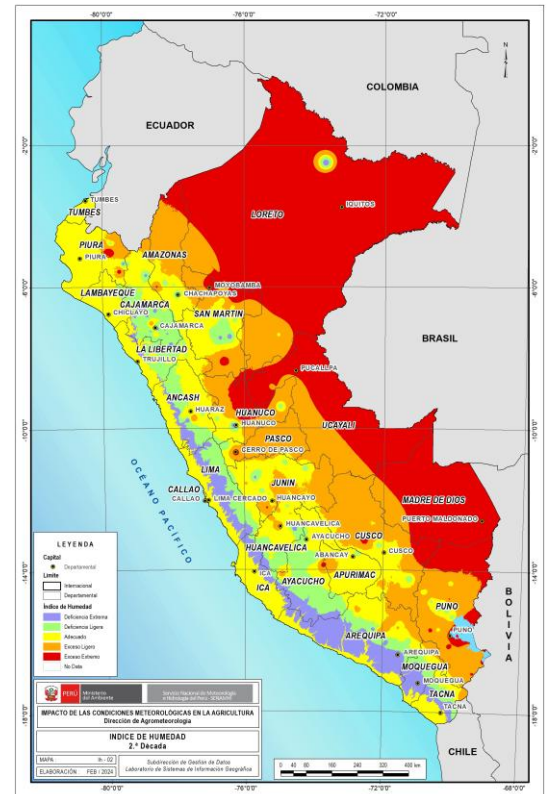 -80°0'0"
-76°0'0"
-72°0'0"
N
COLOMBIA
ECUADOR
-2°0'0"
TUMBES
TUMBES
LORETO
IQUITOS
PIURA
PIURA
AMAZONAS
-6°0'0"
MOYOBAMBA
LAMBAYEQUE
CHACHAPOYAS
CAJAMARCA
SAN MARTIN
CHICLAYO
CAJAMARCA
BRASIL
LA LIBERTAD
TRUJILLO
PUCALLPA
ANCASH
HUARAZ
HUANUCO
HUANUCO
UCAYALI
-10°0'0"
PASCO
CERRO DE PASCO
LIMA
JUNIN
MADRE DE DIOS
CALLAO
CALLAO
LIMA CERCADO
HUANCAYO
PUERTO MALDONADO
OCÉANO PACÍFICO
HUANCAVELICA
CUSCO
AYACUCHO
CUSCO
HUANCAVELICA
ABANCAY
ICA
APURIMAC
-14°0'0"
ICA
AYACUCHO
PUNO
PUNO
AREQUIPA
AREQUIPA
BOLIVIA
MOQUEGUA
MOQUEGUA
TACNA
TACNA
-18°0'0"
CHILE
LEYENDA
Capital
Departamental
Límite
Internacional
Departamental
Índice de Humedad
Deficiencia Extrema
Deficiencia Ligera
Adecuado
Exceso Ligero
Exceso Extremo
No Data
PERÚ
Ministerio del Ambiente
Servicio Nacional de Meteorología e Hidrología del Perú - SENAMHI
IMPACTO DE LAS CONDICIONES METEOROLÓGICAS EN LA AGRICULTURA
Dirección de Agrometeorología
INDICE DE HUMEDAD
2.ª Década
MAPA
Ih - 02
Subdirección de Gestión de Datos
ELABORACIÓN
FEB / 2024
Laboratorio de Sistemas de Información Geográfica
0 40 80 160 240 320 400 km
-80°0'0"
-76°0'0"
-72°0'0"
-68°0'0"